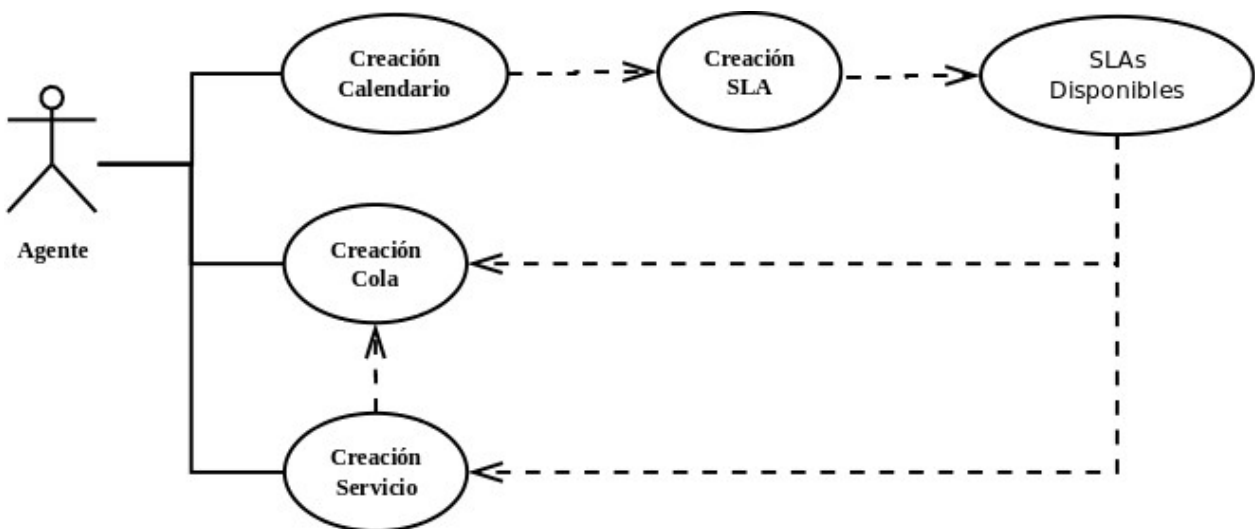 Creación
Calendario
Creación
SLA
SLAs
Disponibles
Agente
Creación
Cola
Creación
Servicio